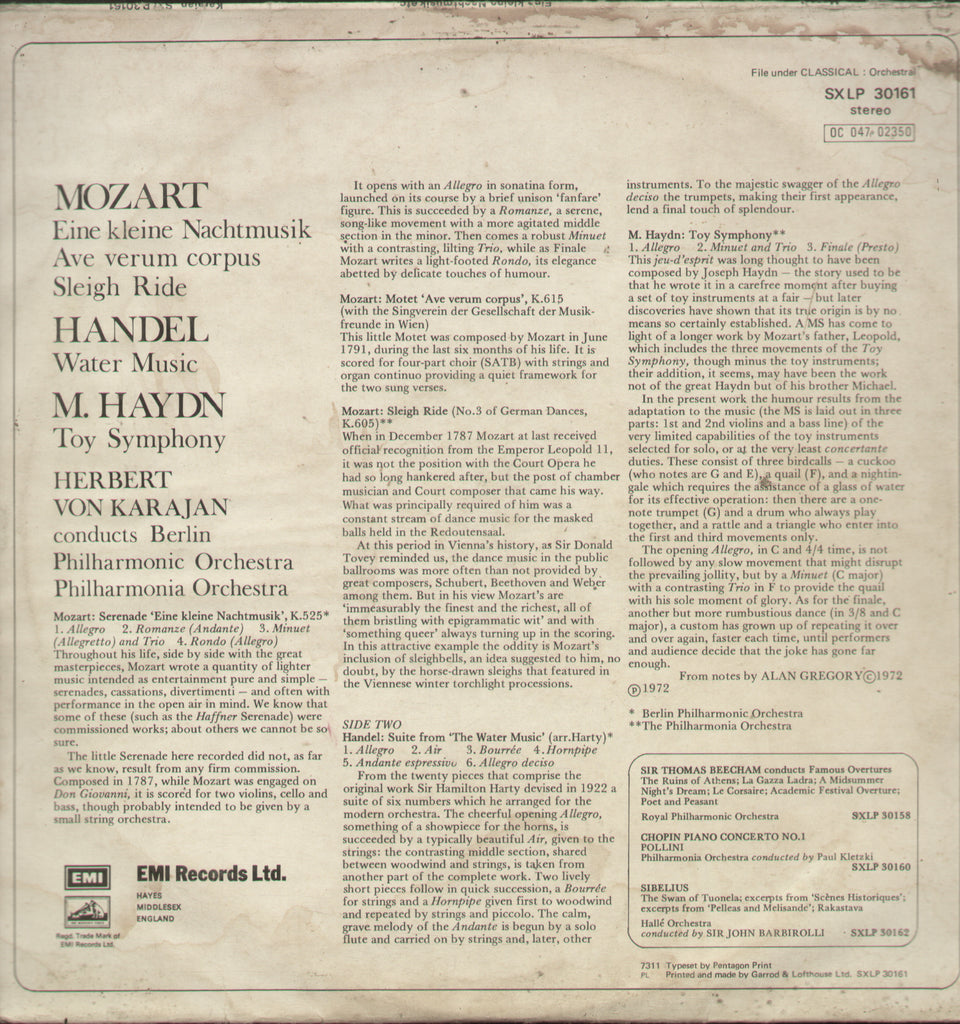 File under CLASSICAL : Orchestral
SXLP 30161
stereo
OC 047 02350
MOZART
Eine kleine Nachtmusik
Ave verum corpus
Sleigh Ride
HANDEL
Water Music
M. HAYDN
Toy Symphony
HERBERT
VON KARAJAN
conducts Berlin
Philharmonic Orchestra
Philharmonia Orchestra
Mozart: Serenade ‘Eine kleine Nachtmusik’, K.525*
1. Allegro 2. Romanze (Andante) 3. Minuet
(Allegretto) and Trio 4. Rondo (Allegro)
Throughout his life, side by side with the great
masterpieces, Mozart wrote a quantity of lighter
music intended as entertainment pure and simple –
serenades, cassations, divertimenti – and often with
performance in the open air in mind. We know that
some of these (such as the Haffner Serenade) were
commissioned works; about others we cannot be so
sure.
The little Serenade here recorded did not, as far
as we know, result from any firm commission.
Composed in 1787, while Mozart was engaged on
Don Giovanni, it is scored for two violins, cello and
bass, though probably intended to be given by a
small string orchestra.
EMI
EMI Records Ltd.
HAYES
MIDDLESEX
ENGLAND
Regd. Trade Mark of
EMI Records Ltd.
It opens with an Allegro in sonatina form,
launched on its course by a brief unison ‘fanfare’
figure. This is succeeded by a Romanze, a serene,
song-like movement with a more agitated middle
section in the minor. Then comes a robust Minuet
with a contrasting, lilting Trio, while as Finale
Mozart writes a light-footed Rondo, its elegance
abetted by deficate touches of humour.
Mozart: Motet ‘Ave verum corpus’, K.615
(with the Singverein der Gesellschaft der Musik-
freunde in Wien)
This little Motet was composed by Mozart in June
1791, during the last six months of his life. It is
scored for four-part choir (SATB) with strings and
organ continuo providing a quiet framework for
the two sung verses.
Mozart: Sleigh Ride (No.3 of German Dances,
K.605)**
When in December 1787 Mozart at last received
official recognition from the Emperor Leopold 11,
it was not the position with the Court Opera he
had so long hankered after, but the post of chamber
musician and Court composer that came his way.
What was principally required of him was a
constant stream of dance music for the masked
balls held in the Redoutensaal.
At this period in Vienna’s history, as Sir Donald
Tovey reminded us, the dance music in the public
ballrooms was more often than not provided by
great composers, Schubert, Beethoven and Weber
among them. But in his view Mozart’s are
‘immeasurably the finest and the richest, all of
them bristling with epigrammatic wit’ and with
‘something queer’ always turning up in the scoring.
In this attractive example the oddity is Mozart’s
inclusion of sleighbells, an idea suggested to him, no
doubt, by the horse-drawn sleighs that featured in
the Viennese winter torchlight processions.
SIDE TWO
Handel: Suite from ‘The Water Music’ (arr.Harty)*
1. Allegro 2. Air 3. Bourrée 4. Hornpipe
5. Andante espressivo 6. Allegro deciso
From the twenty pieces that comprise the
original work Sir Hamilton Harty devised in 1922 a
suite of six numbers which he arranged for the
modern orchestra. The cheerful opening Allegro,
something of a showpiece for the horns, is
succeeded by a typically beautiful Air, given to the
strings: the contrasting middle section, shared
between woodwind and strings, is taken from
another part of the complete work. Two lively
short pieces follow in quick succession, a Bourrée
for strings and a Hornpipe given first to woodwind
and repeated by strings and piccolo. The calm,
grave melody of the Andante is begun by a solo
flute and carried on by strings and, later, other
instruments. To the majestic swagger of the Allegro
deciso the trumpets, making their first appearance,
lend a final touch of splendour.
M. Haydn: Toy Symphony**
1. Allegro 2. Minuet and Trio 3. Finale (Presto)
This jeu-d’esprit was long thought to have been
composed by Joseph Haydn – the story used to be
that he wrote it in a carefree moment after buying
a set of toy instruments at a fair – but later
discoveries have shown that its true origin is by no
means so certainly established. A MS has come to
light of a longer work by Mozart’s father, Leopold,
which includes the three movements of the Toy
Symphony, though minus the toy instruments;
their addition, it seems, may have been the work
not of the great Haydn but of his brother Michael.
In the present work the humour results from the
adaptation to the music (the MS is laid out in three
parts: 1st and 2nd violins and a bass line) of the
very limited capabilities of the toy instruments
selected for solo, or at the very least concertante
duties. These consist of three birdcalls – a cuckoo
(who notes are G and E), a quail (F), and a nightin-
gale which requires the assistance of a glass of water
for its effective operation: then there are a one-
note trumpet (G) and a drum who always play
together, and a rattle and a triangle who enter into
the first and third movements only.
The opening Allegro, in C and 4/4 time, is not
followed by any slow movement that might disrupt
the prevailing jollity, but by a Minuet (C major)
with a contrasting Trio in F to provide the quail
with his sole moment of glory. As for the finale,
another but more rumbustious dance (in 3/8 and C
major), a custom has grown up of repeating it over
and over again, faster each time, until performers
and audience decide that the joke has gone far
enough.
From notes by ALAN GREGORY©1972
℗1972
* Berlin Philharmonic Orchestra
**The Philharmonia Orchestra
SIR THOMAS BEECHAM conducts Famous Overtures
The Ruins of Athens; La Gazza Ladra; A Midsummer
Night’s Dream; Le Corsaire; Academic Festival Overture;
Poet and Peasant
Royal Philharmonic Orchestra SXLP 30158
CHOPIN PIANO CONCERTO NO.1
POLLINI
Philharmonia Orchestra conducted by Paul Kletzki
SXLP 30160
SIBELIUS
The Swan of Tuonela; excerpts from ‘Scènes Historiques’;
excerpts from ‘Pelleas and Melisande’; Rakastava
Hallé Orchestra
conducted by SIR JOHN BARBIROLLI SXLP 30162
7311 Typeset by Pentagon Print
PL Printed and made by Garrod & Lofthouse Ltd. SXLP 30161